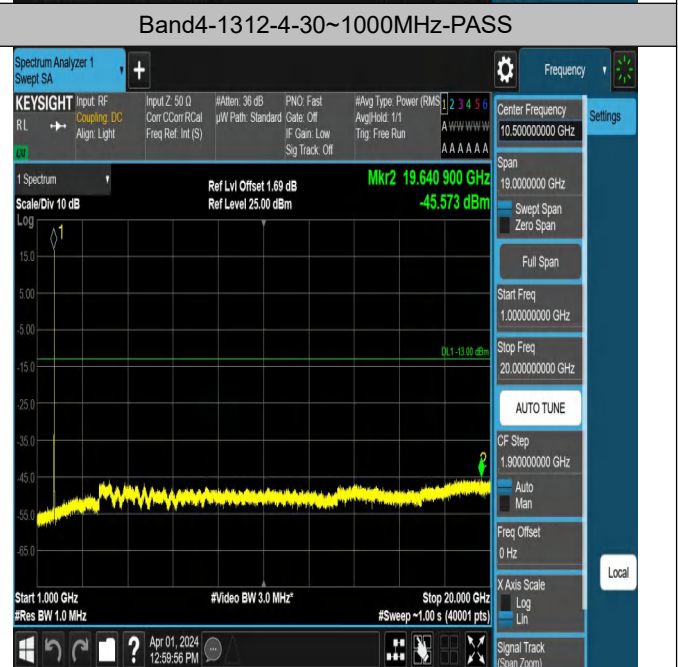 Band4-1312-4-30~1000MHz-PASS
Spectrum Analyzer 1
Swept SA
+
Frequency
KEYSIGHT
RL
Input: RF
Coupling: DC
Align: Light
Input Z: 50 Ω
Corr CCorr RCal
Freq Ref: Int (S)
#Atten: 36 dB
µW Path: Standard
PNO: Fast
Gate: Off
IF Gain: Low
Sig Track: Off
#Avg Type: Power (RMS
Avg|Hold: 1/1
Trig: Free Run
1 2 3 4 5 6
A W W W W W
A A A A A A
1 Spectrum
Scale/Div 10 dB
Log
Ref Lvl Offset 1.69 dB
Ref Level 25.00 dBm
Mkr2 19.640 900 GHz
-45.573 dBm
1
15.0
5.00
-5.00
-15.0
-25.0
-35.0
-45.0
-55.0
-65.0
DL1 -13.00 dBm
2
Start 1.000 GHz
#Res BW 1.0 MHz
#Video BW 3.0 MHz*
Stop 20.000 GHz
#Sweep ~1.00 s (40001 pts)
Apr 01, 2024
12:59:56 PM
?
Center Frequency
10.500000000 GHz
Settings
Span
19.0000000 GHz
Swept Span
Zero Span
Full Span
Start Freq
1.000000000 GHz
Stop Freq
20.000000000 GHz
AUTO TUNE
CF Step
1.900000000 GHz
Auto
Man
Freq Offset
0 Hz
X Axis Scale
Log
Lin
Local
Signal Track
(Span Zoom)